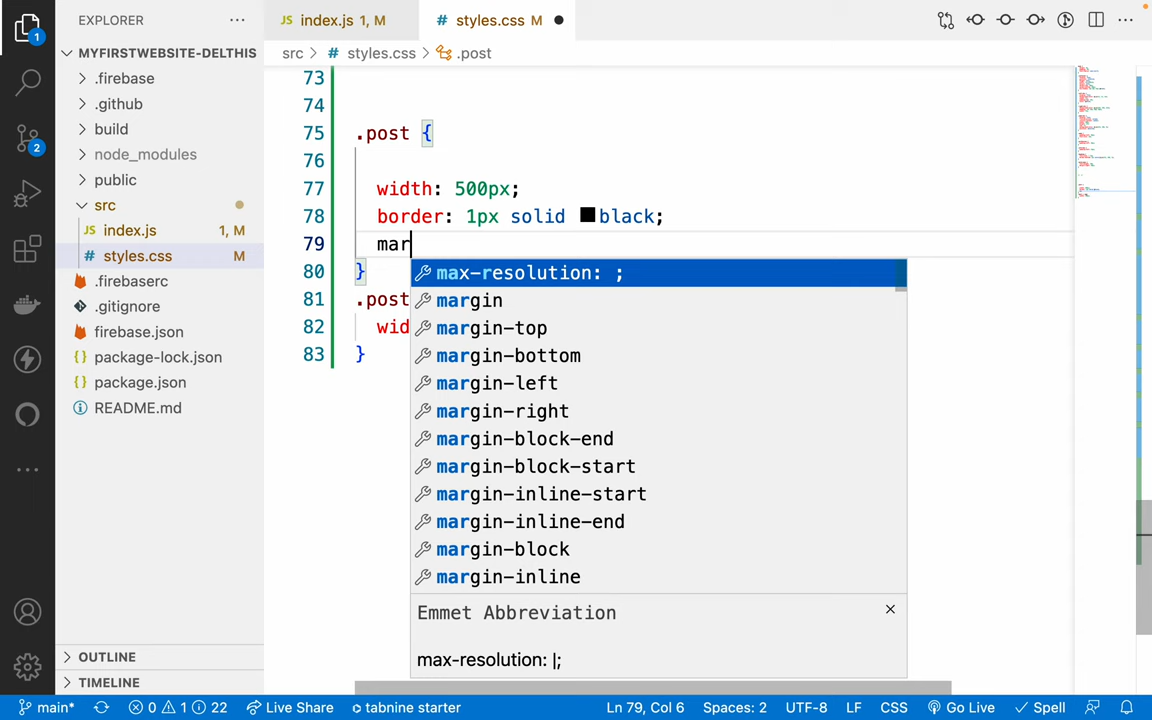 EXPLORER
index.js 1, M
styles.css M
MYFIRSTWEBSITE-DELTHIS
src > styles.css > .post
.firebase
.github
build
node_modules
public
src
index.js 1, M
styles.css M
.firebaserc
.gitignore
firebase.json
package-lock.json
package.json
README.md
OUTLINE
TIMELINE
1
2
73
74
75 .post {
76
77 width: 500px;
78 border: 1px solid black;
79 mar
80 }
81 .post
82 wid
83 }
max-resolution: ;
margin
margin-top
margin-bottom
margin-left
margin-right
margin-block-end
margin-block-start
margin-inline-start
margin-inline-end
margin-block
margin-inline
Emmet Abbreviation
max-resolution: |;
main* 0 1 22 Live Share tabnine starter Ln 79, Col 6 Spaces: 2 UTF-8 LF CSS Go Live Spell